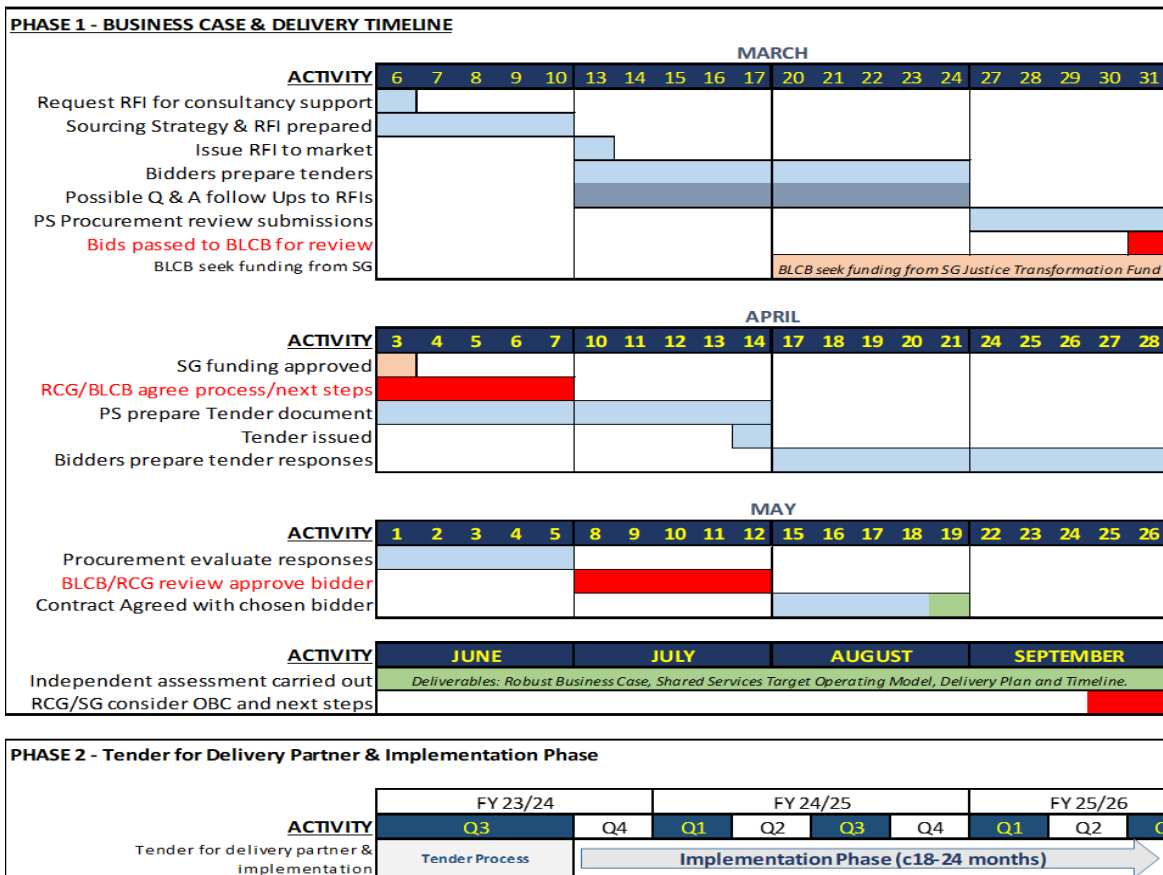 PHASE 1 - BUSINESS CASE & DELIVERY TIMELINE
MARCH
ACTIVITY 6 7 8 9 10 13 14 15 16 17 20 21 22 23 24 27 28 29 30 31
Request RFI for consultancy support
Sourcing Strategy & RFI prepared
Issue RFI to market
Bidders prepare tenders
Possible Q & A follow Ups to RFIs
PS Procurement review submissions
Bids passed to BLCB for review
BLCB seek funding from SG BLCB seek funding from SG Justice Transformation Fund
APRIL
ACTIVITY 3 4 5 6 7 10 11 12 13 14 17 18 19 20 21 24 25 26 27 28
SG funding approved
RCG/BLCB agree process/next steps
PS prepare Tender document
Tender issued
Bidders prepare tender responses
MAY
ACTIVITY 1 2 3 4 5 8 9 10 11 12 15 16 17 18 19 22 23 24 25 26
Procurement evaluate responses
BLCB/RCG review approve bidder
Contract Agreed with chosen bidder
ACTIVITY JUNE JULY AUGUST SEPTEMBER
Independent assessment carried out Deliverables: Robust Business Case, Shared Services Target Operating Model, Delivery Plan and Timeline.
RCG/SG consider OBC and next steps
PHASE 2 - Tender for Delivery Partner & Implementation Phase
FY 23/24 FY 24/25 FY 25/26
ACTIVITY Q3 Q4 Q1 Q2 Q3 Q4 Q1 Q2
Tender for delivery partner &
implementation
Tender Process Implementation Phase (c18-24 months)